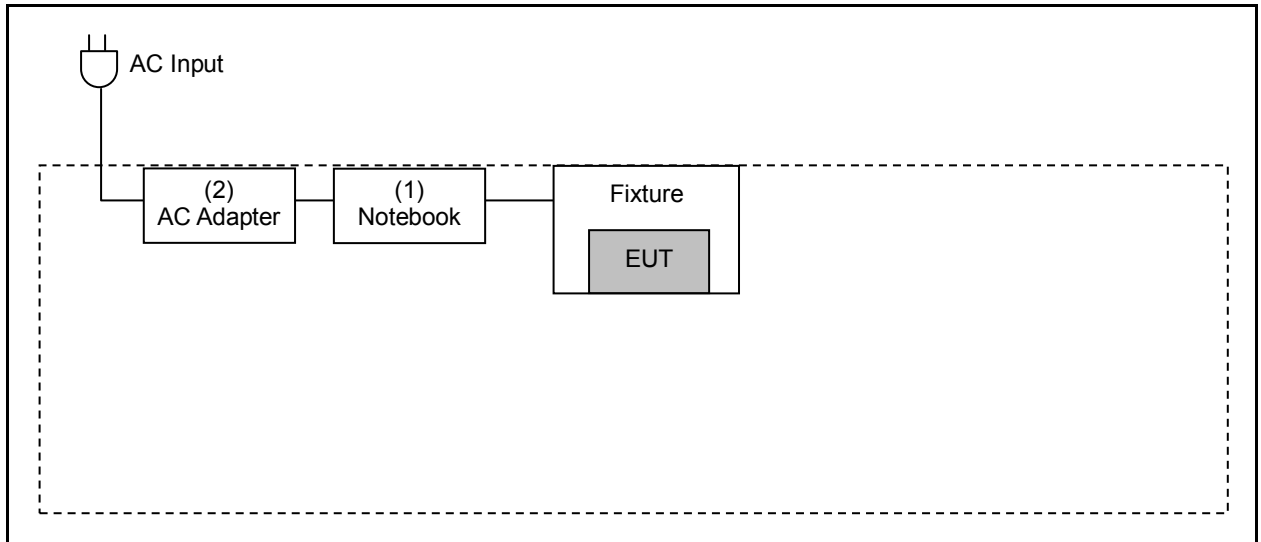 AC Input
(2)
AC Adapter
(1)
Notebook
Fixture
EUT